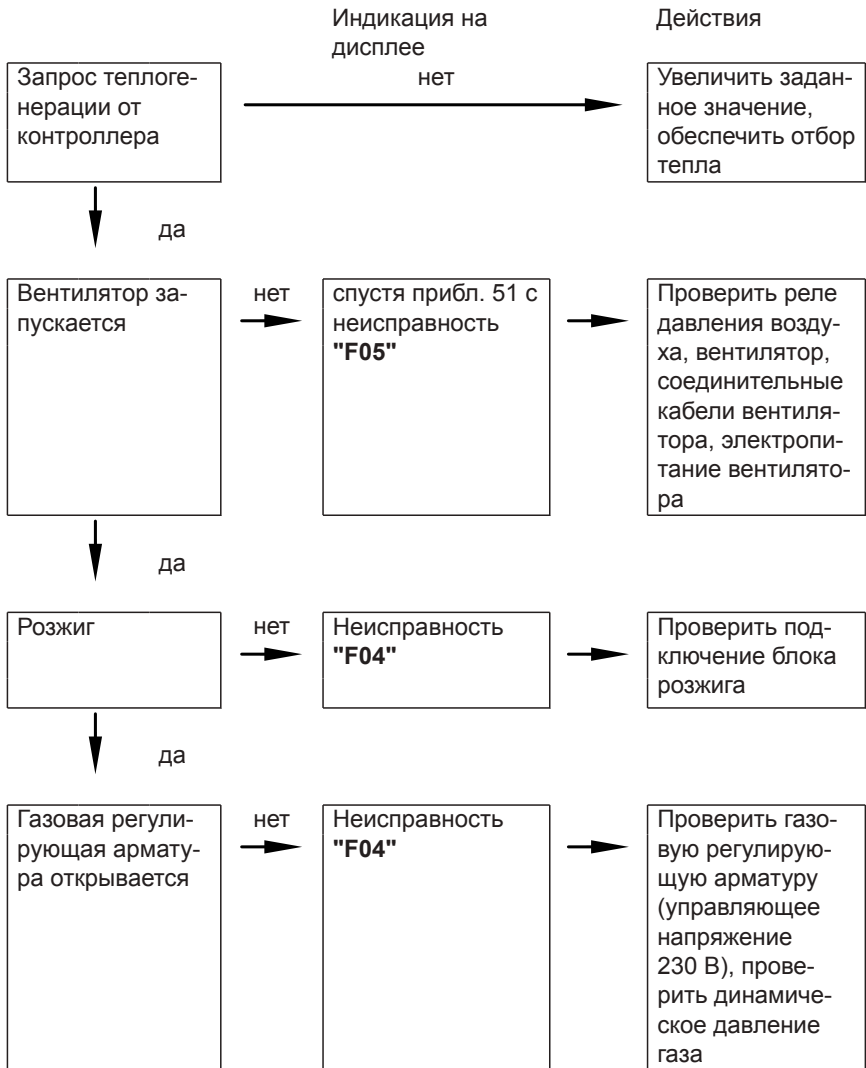 Индикация на
дисплее
Действия
Запрос теплоге-
нерации от
контроллера
нет
Увеличить задан-
ное значение,
обеспечить отбор
тепла
да
Вентилятор за-
пускается
нет
спустя прибл. 51 с
неисправность
"F05"
Проверить реле
давления возду-
ха, вентилятор,
соединительные
кабели вентиля-
тора, электропи-
тание вентилято-
ра
да
Розжиг
нет
Неисправность
"F04"
Проверить под-
ключение блока
розжига
да
Газовая регули-
рующая армату-
ра открывается
нет
Неисправность
"F04"
Проверить газо-
вую регулирую-
щую арматуру
(управляющее
напряжение
230 В), прове-
рить динамиче-
ское давление
газа